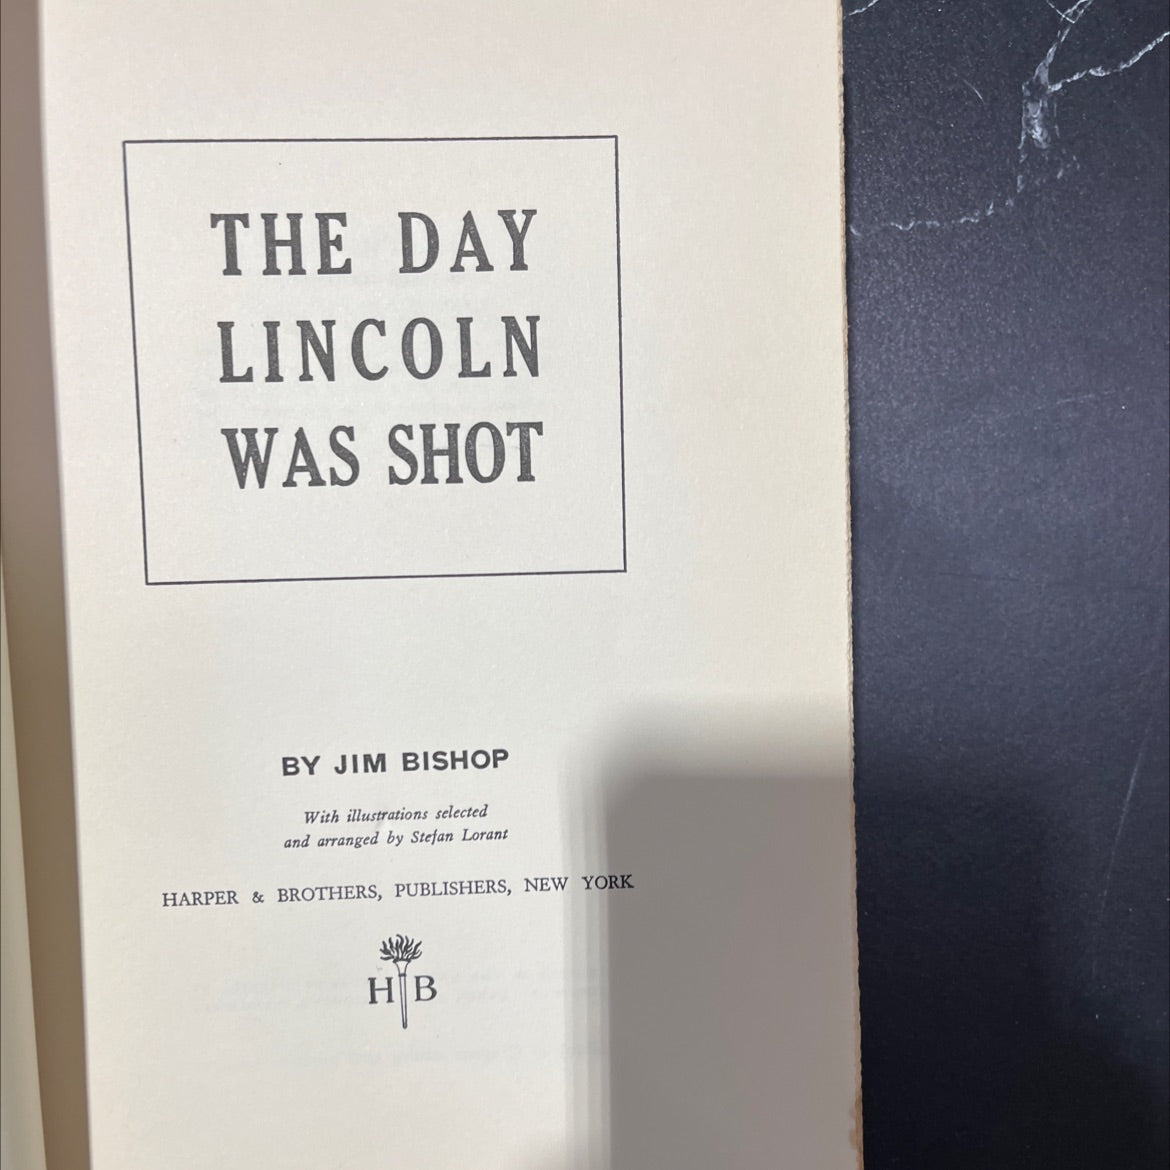 THE DAY
LINCOLN
WAS SHOT
BY JIM BISHOP
With illustrations selected
and arranged by Stefan Lorant
HARPER & BROTHERS, PUBLISHERS, NEW YORK
H B